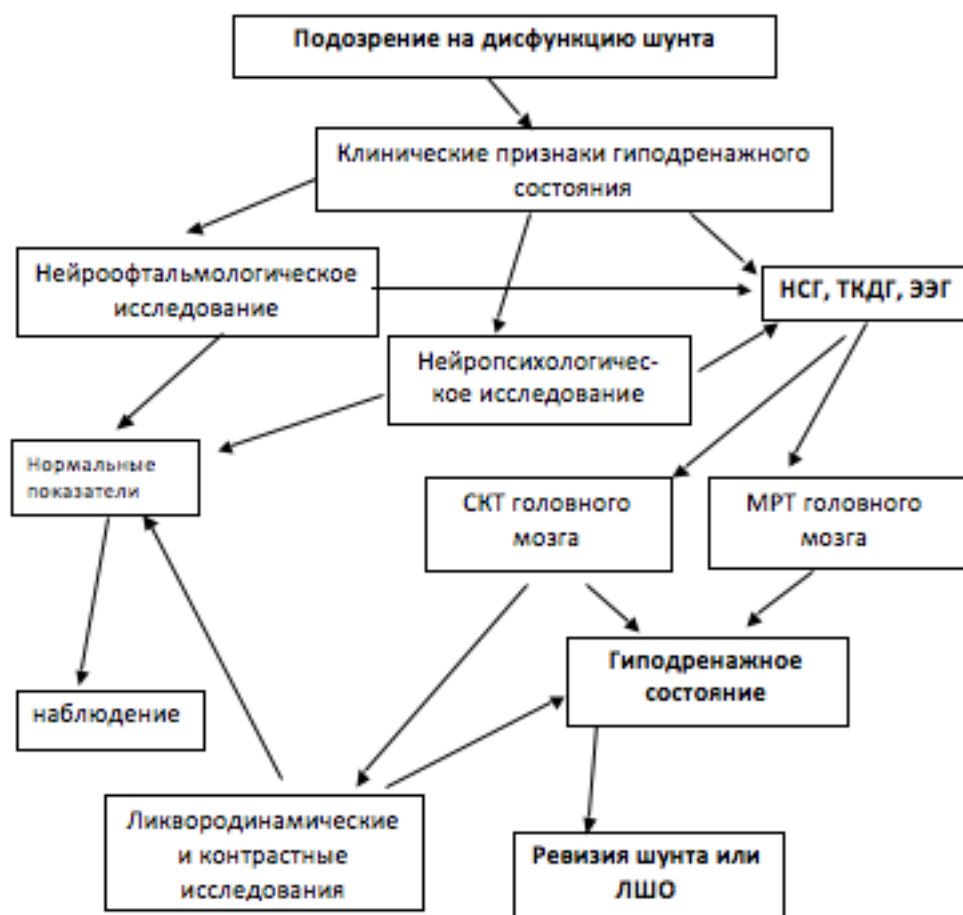 Подозрение на дисфункцию шунта
Клинические признаки гиподренажного
состояния
Нейроофтальмологическое
исследование
НСГ, ТКДГ, ЭЭГ
Нейропсихологичес-
кое исследование
Нормальные
показатели
СКТ головного
мозга
МРТ головного
мозга
Гиподренажное
состояние
наблюдение
Ликвородинамические
и контрастные
исследования
Ревизия шунта или
ЛШО